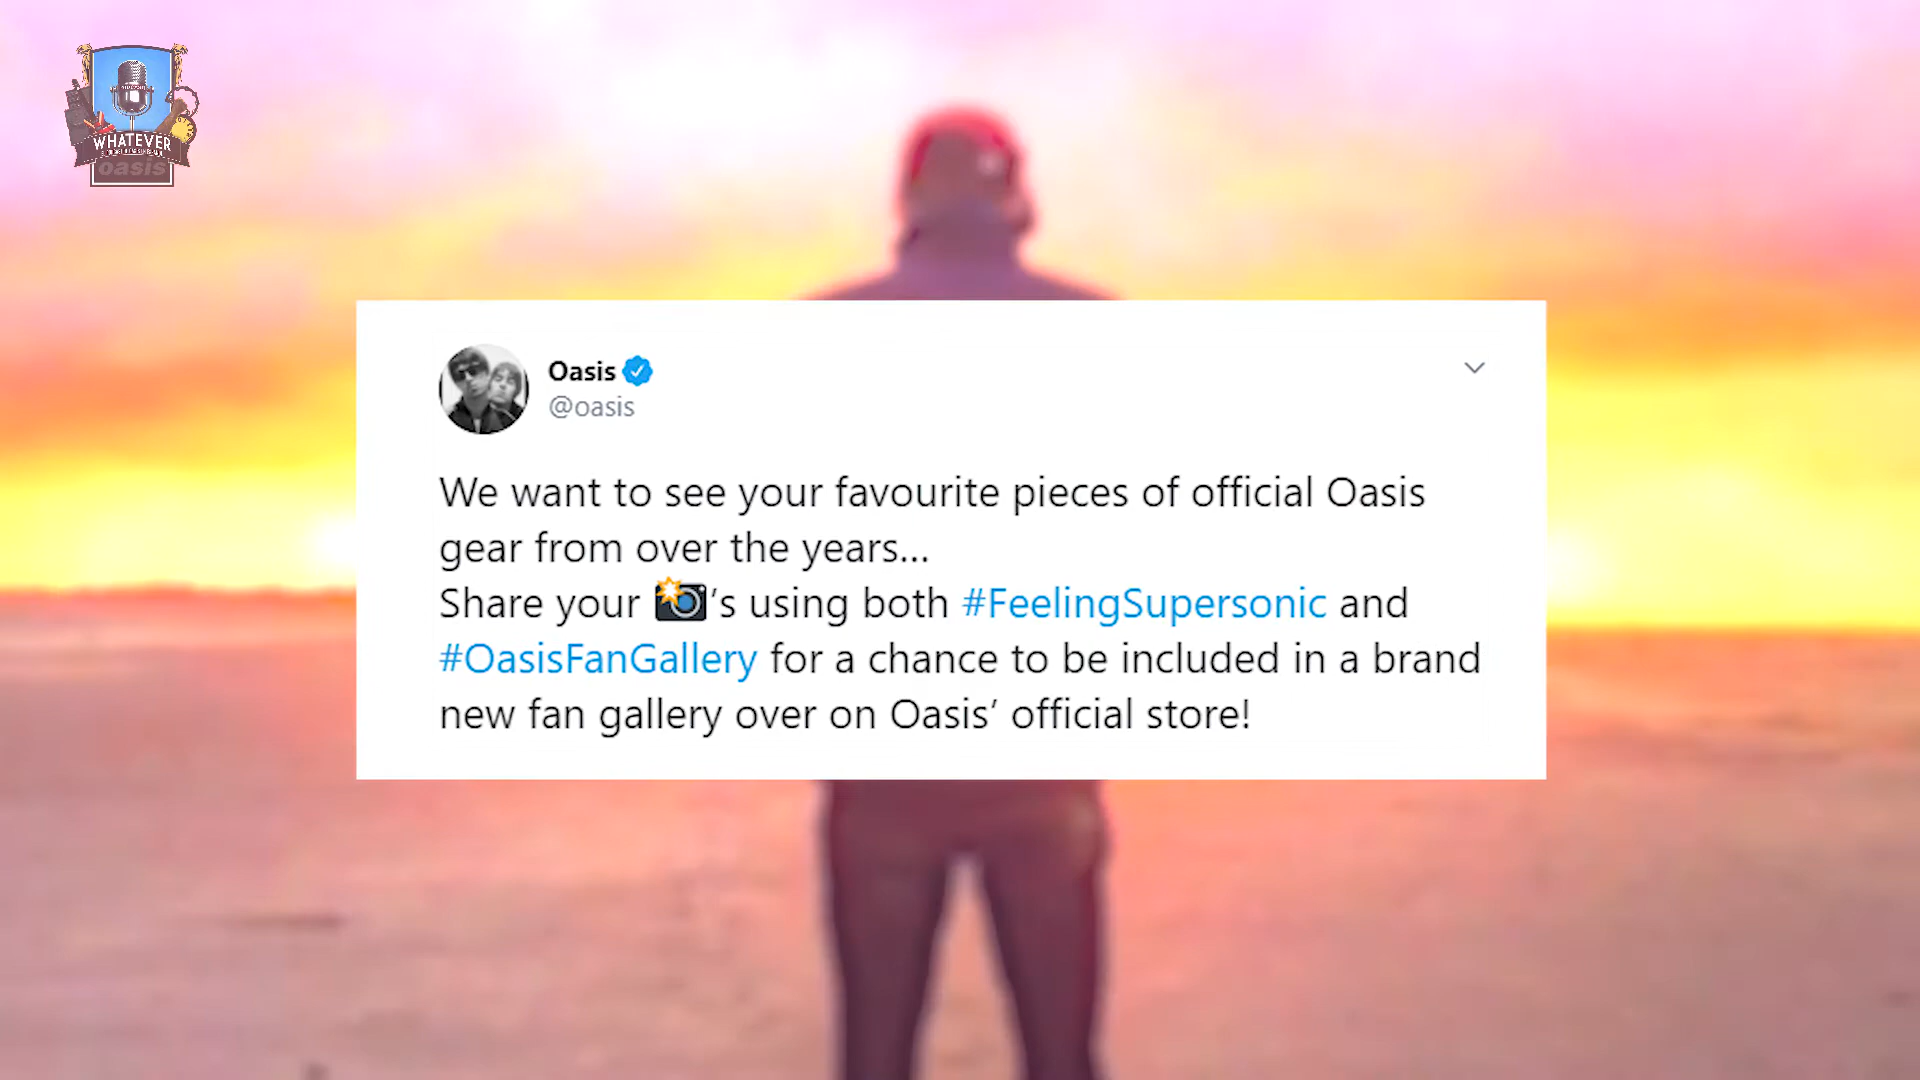 WHATEVER
oasis
Oasis
@oasis
We want to see your favourite pieces of official Oasis
gear from over the years...
Share your 📸's using both #FeelingSupersonic and
#OasisFanGallery for a chance to be included in a brand
new fan gallery over on Oasis’ official store!